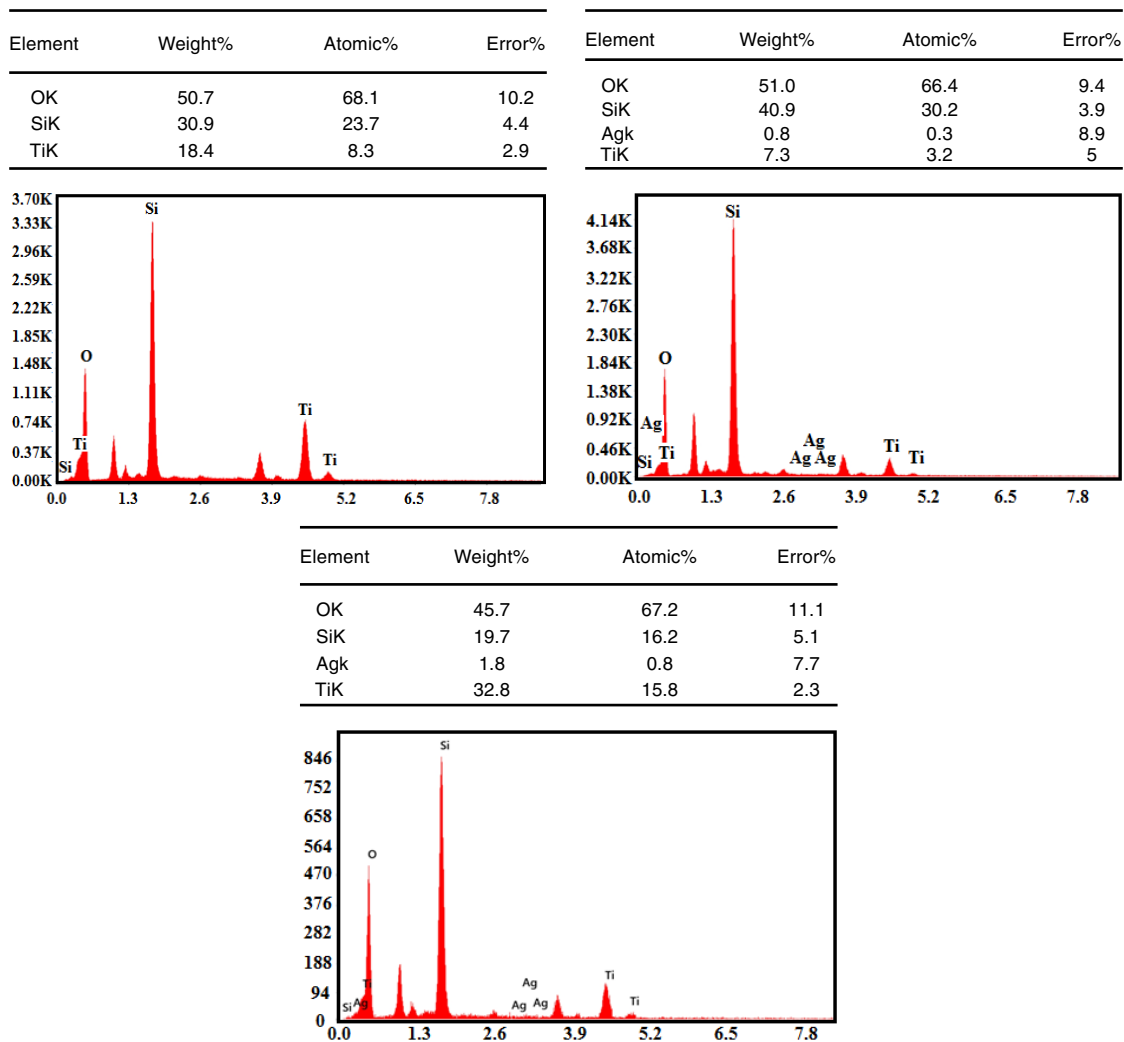 Element Weight% Atomic% Error%
OK 50.7 68.1 10.2
SiK 30.9 23.7 4.4
TiK 18.4 8.3 2.9
3.70K
3.33K
2.96K
2.59K
2.22K
1.85K
1.48K
1.11K
0.74K
0.37K
0.00K
Si
O
Ti
Si
Ti
Ti
0.0 1.3 2.6 3.9 5.2 4.5 7.8
Element Weight% Atomic% Error%
OK 51.0 66.4 9.4
SiK 40.9 30.2 3.9
Agk 0.8 0.3 8.9
TiK 7.3 3.2 5
4.14K
3.68K
3.22K
2.76K
2.30K
1.84K
1.38K
0.92K
0.46K
0.00K
Si
O
Ag
Si Ti
Ag
Ag Ag
Ti
Ti
0.0 1.3 2.6 3.9 5.2 6.5 7.8
Element Weight% Atomic% Error%
OK 45.7 67.2 11.1
SiK 19.7 16.2 5.1
Agk 1.8 0.8 7.7
TiK 32.8 15.8 2.3
846
752
658
564
470
376
282
188
94
0
Si
O
Ti
Si Ag
Ag
Ag Ag
Ti
Ti
0.0 1.3 2.6 3.9 5.2 6.5 7.8